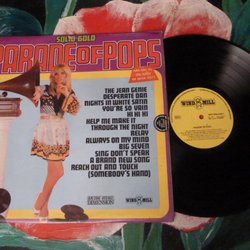 SOLID GOLD
PARADE OF POPS
THE JEAN GENIE
DESPERATE DAN
NIGHTS IN WHITE SATIN
YOU'RE SO VAIN
HI HI HI
HELP ME MAKE IT
THROUGH THE NIGHT
RELAY
ALWAYS ON MY MIND
BIG SEVEN
SING DON'T SPEAK
A BRAND NEW SONG
REACH OUT AND TOUCH
(SOMEBODY'S HAND)
DIMENSION
WIND MILL
WIND MILL